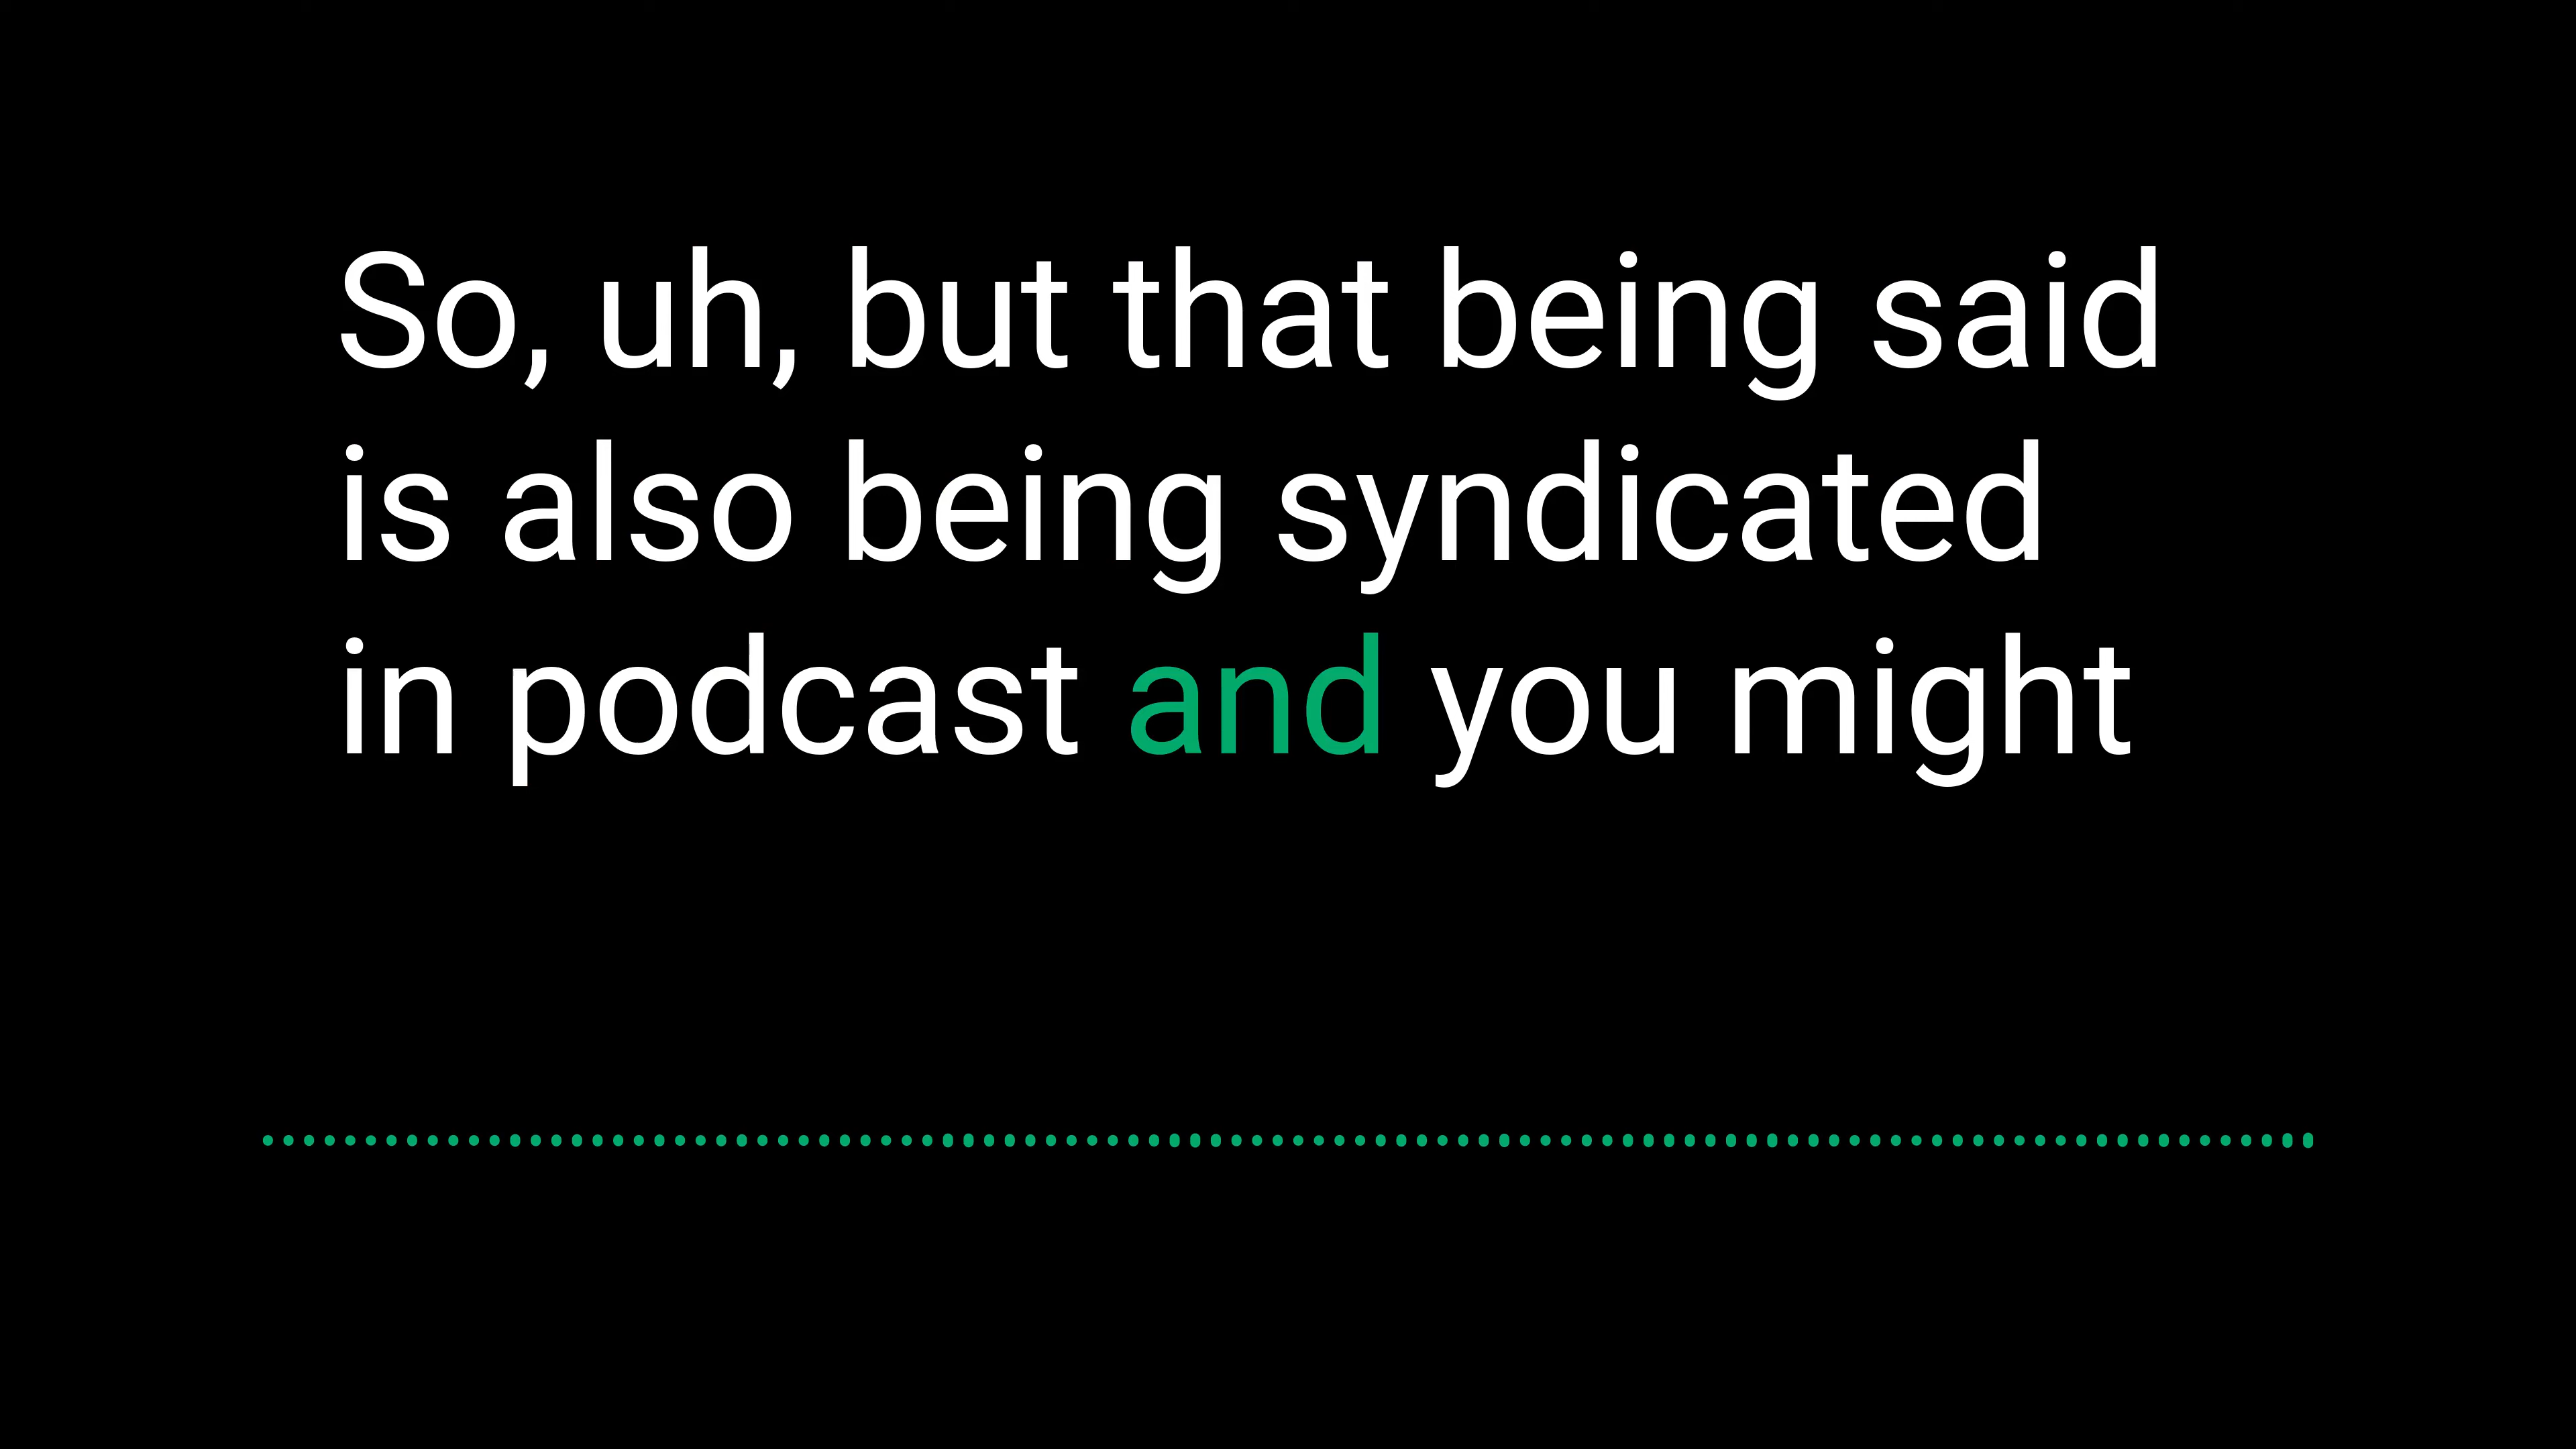 So, uh, but that being said
is also being syndicated
in podcast and you might